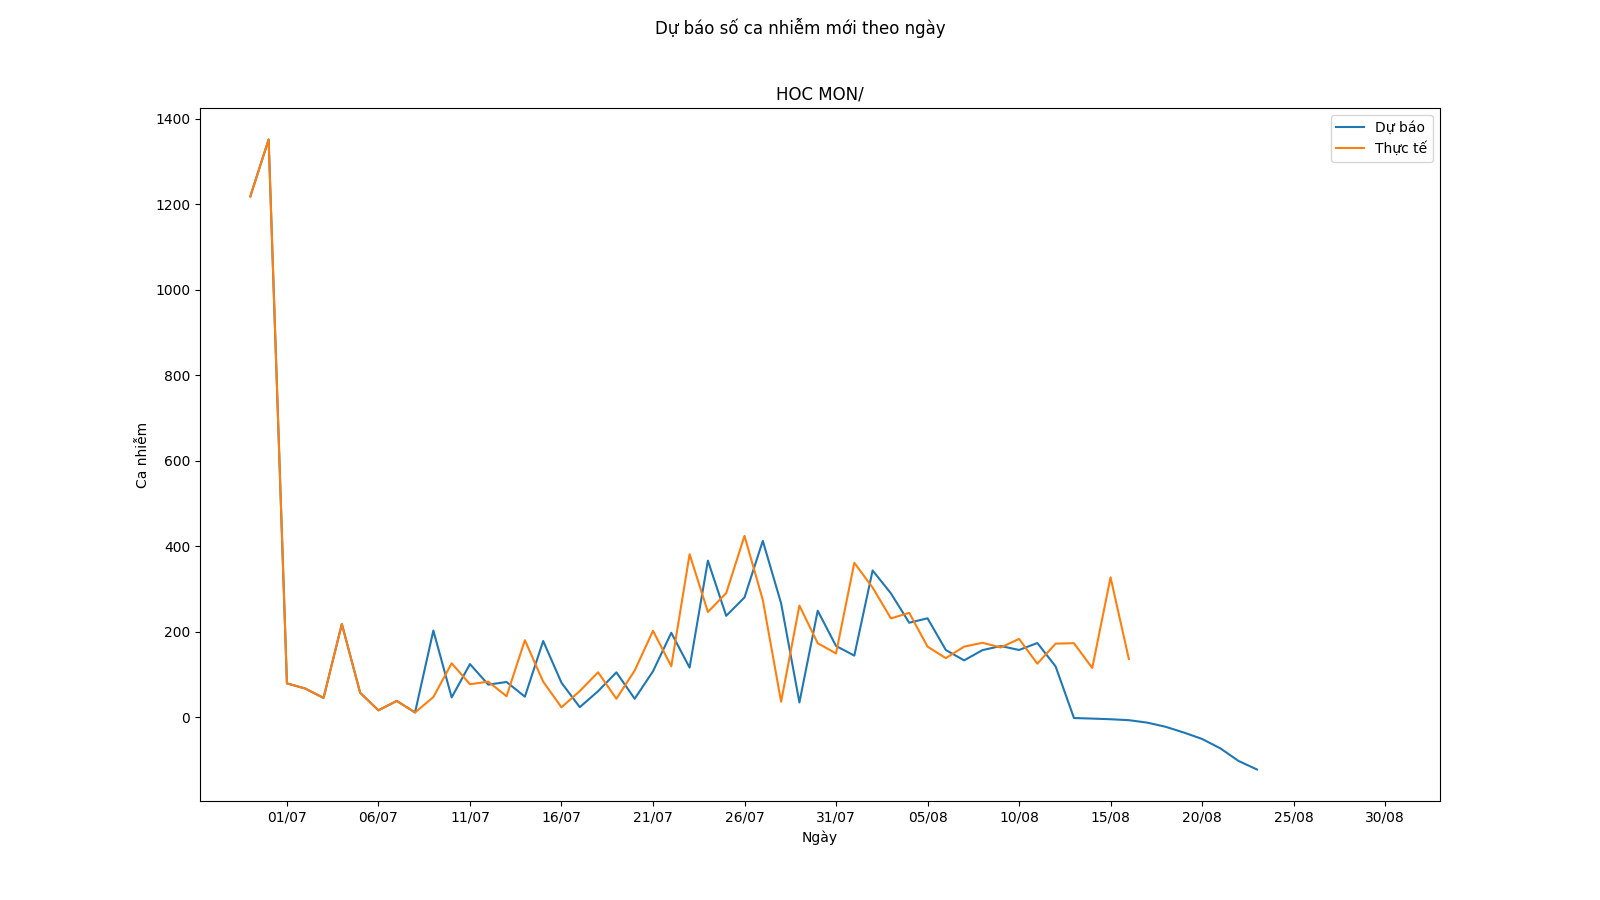 Dự báo số ca nhiễm mới theo ngày
HOC MON/
Dự báo
Thực tế
1400
1200
1000
800
600
400
200
0
Ca nhiễm
01/07 06/07 11/07 16/07 21/07 26/07 31/07 05/08 10/08 15/08 20/08 25/08 30/08
Ngày